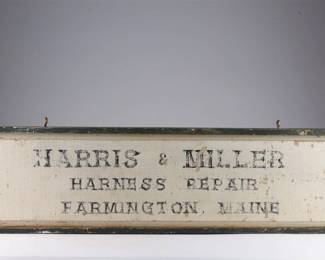 HARRIS & MILLER
HARNESS REPAIR
FARMINGTON, MAINE